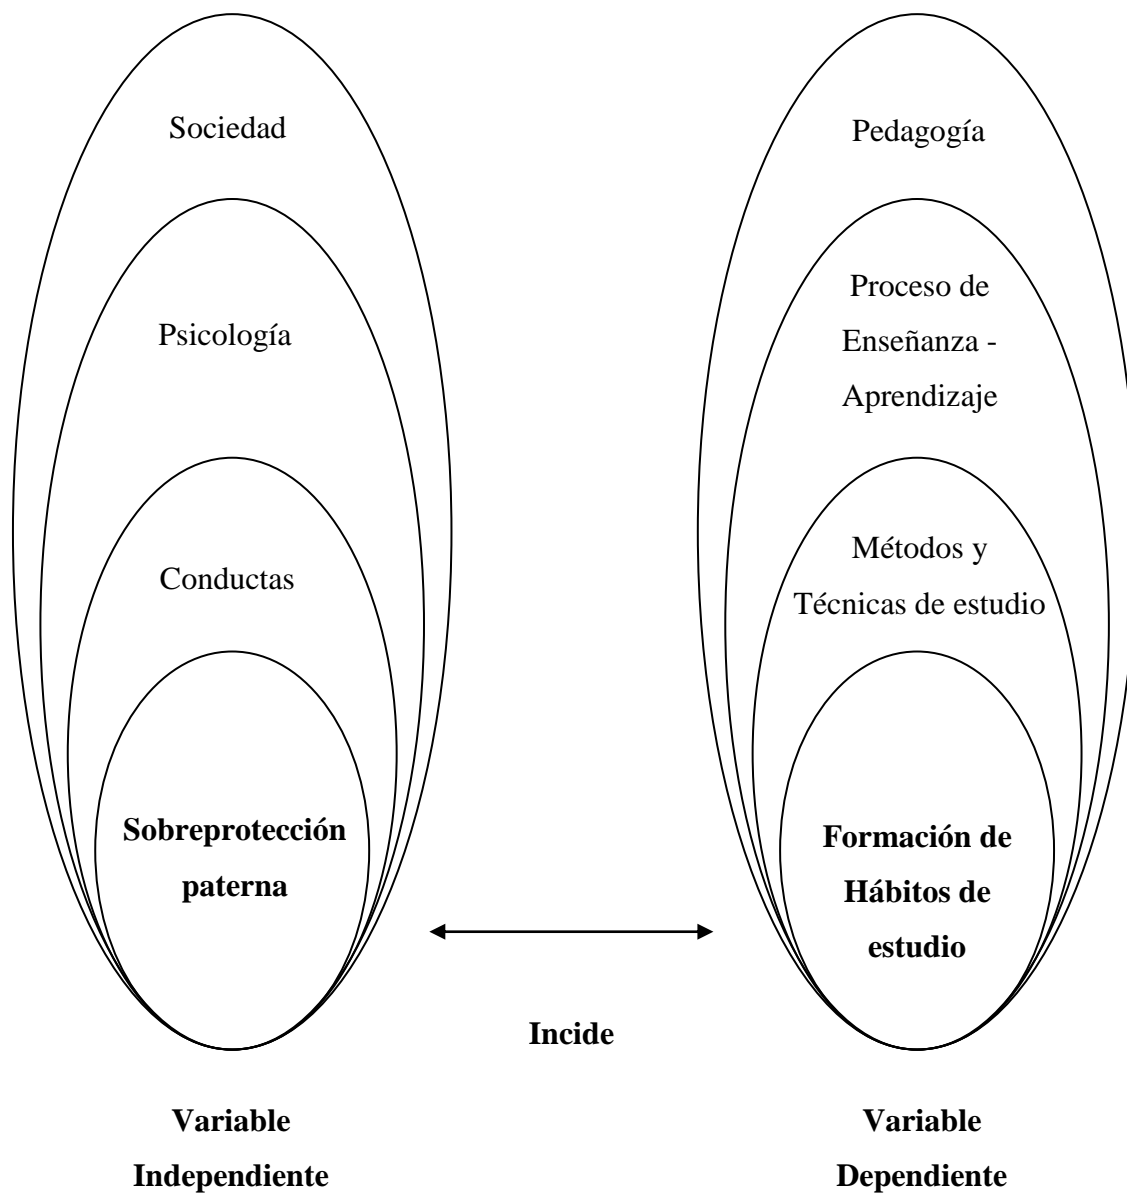 Sociedad
Psicología
Conductas
Sobreprotección
paterna
Pedagogía
Proceso de
Enseñanza -
Aprendizaje
Métodos y
Técnicas de estudio
Formación de
Hábitos de
estudio
Incide
Variable
Independiente
Variable
Dependiente